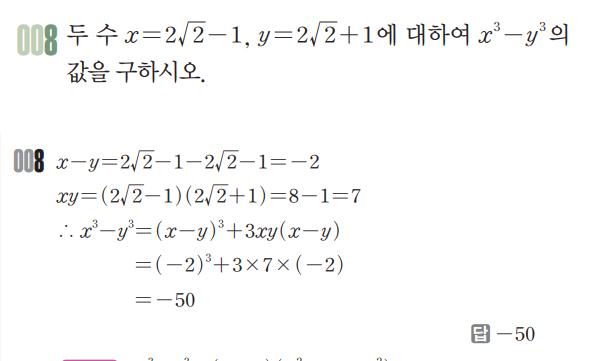 008 두 수 x=2√2-1, y=2√2+1에 대하여 x³-y³의
값을 구하시오.
008 x-y=2√2-1-2√2-1=-2
xy=(2√2-1)(2√2+1)=8-1=7
∴ x³-y³=(x-y)³+3xy(x-y)
=(-2)³+3×7×(-2)
=-50
답 -50